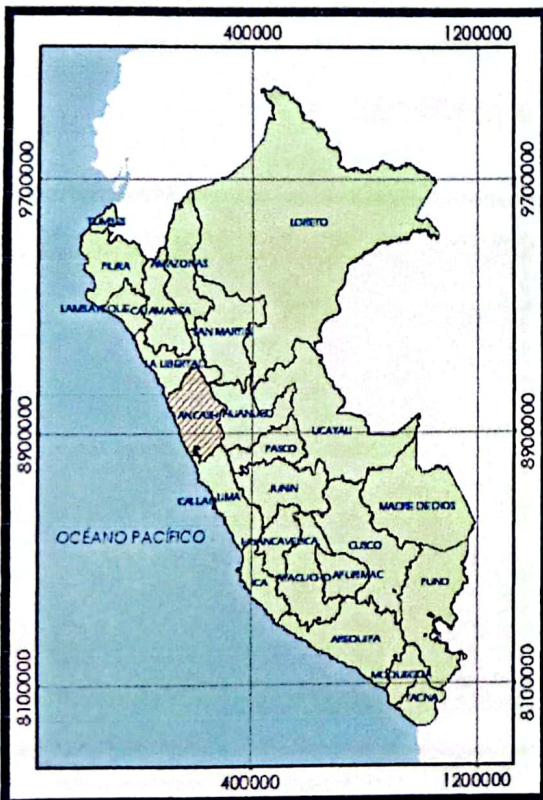 400000 1200000
9700000 9700000
TUMBES
LORETO
PIURA
AMAZONAS
LAMBAYEQUE
CAJAMARCA
SAN MARTIN
LA LIBERTAD
ANCASH
HUANUCO
UCAYALI
8900000 8900000
PASCO
JUNIN
CALLAO
LIMA
MADRE DE DIOS
OCÉANO PACÍFICO
HUANCAVELICA
CUSCO
ICA
AYACUCHO
APURIMAC
PUNO
AREQUIPA
MOQUEGUA
8100000 8100000
TACNA
400000 1200000